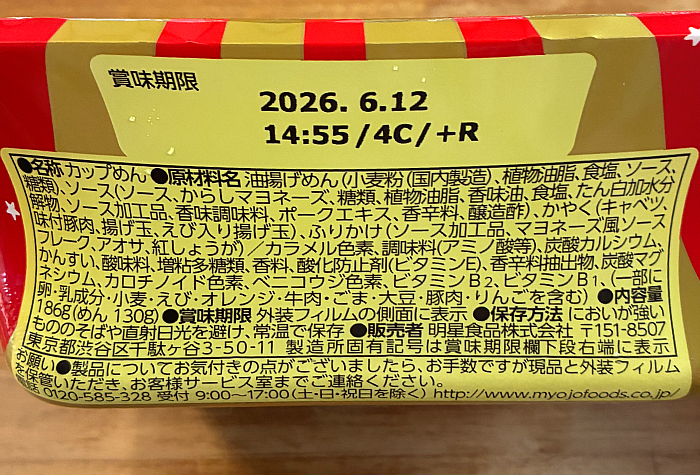 賞味期限
2026. 6.12
14:55/4C/+R
●名称 カップめん ●原材料名 油揚げめん(小麦粉(国内製造)、植物油脂、食塩、ソース、
糖類)、ソース(ソース、からしマヨネーズ、糖類、植物油脂、香味油、食塩、たん白加水分
解物、ソース加工品、香味調味料、ポークエキス、香辛料、醸造酢)、かやく(キャベツ、
味付豚肉、揚げ玉、えび入り揚げ玉)、ふりかけ(ソース加工品、マヨネーズ風ソース
フレーク、アオサ、紅しょうが)／カラメル色素、調味料(アミノ酸等)、炭酸カルシウム、
かんすい、酸味料、増粘多糖類、香料、酸化防止剤(ビタミンE)、香辛料抽出物、炭酸マグ
ネシウム、カロチノイド色素、ベニコウジ色素、ビタミンB₂、ビタミンB₁、(一部に
卵・乳成分・小麦・えび・オレンジ・牛肉・ごま・大豆・豚肉・りんごを含む) ●内容量
186g(めん 130g) ●賞味期限 外装フィルムの側面に表示 ●保存方法 においが強い
もののそばや直射日光を避け、常温で保存 ●販売者 明星食品株式会社 〒151-8507
東京都渋谷区千駄ヶ谷3-50-11 製造所固有記号は賞味期限欄下段右端に表示
お願い●製品についてお気付きの点がございましたら、お手数ですが現品と外装フィルム
を保管いただき、お客様サービス室までご連絡ください。
0120-585-328 受付 9:00～17:00(土・日・祝日を除く) http://www.myojofoods.co.jp/